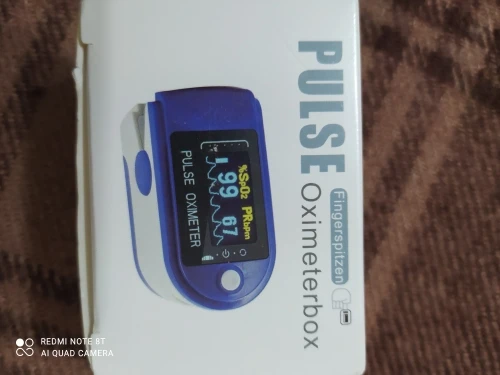 PULSE
Fingerspitzen
Oximeterbox
%SpO2 PRbpm
99 67
PULSE OXIMETER
REDMI NOTE 8T
AI QUAD CAMERA